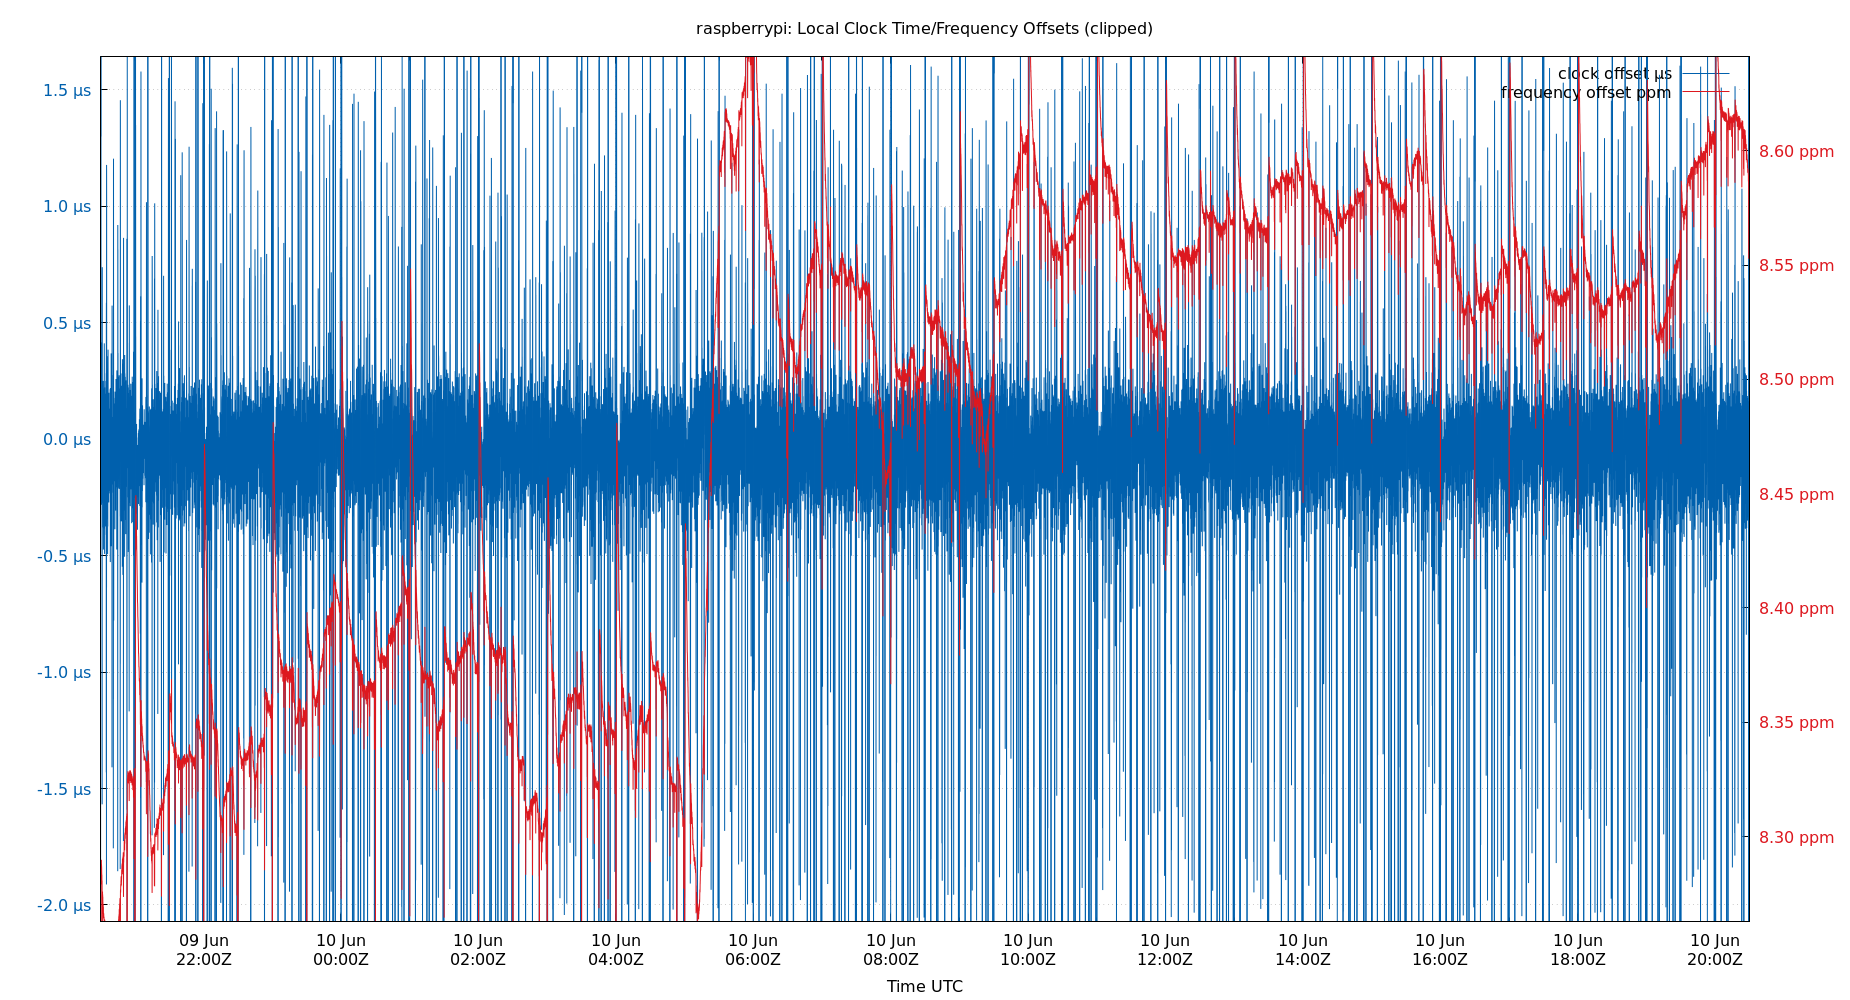 raspberrypi: Local Clock Time/Frequency Offsets (clipped)
clock offset µs
frequency offset ppm
1.5 µs
1.0 µs
0.5 µs
0.0 µs
-0.5 µs
-1.0 µs
-1.5 µs
-2.0 µs
8.60 ppm
8.55 ppm
8.50 ppm
8.45 ppm
8.40 ppm
8.35 ppm
8.30 ppm
09 Jun 10 Jun 10 Jun 10 Jun 10 Jun 10 Jun 10 Jun 10 Jun 10 Jun 10 Jun 10 Jun 10 Jun
22:00Z 00:00Z 02:00Z 04:00Z 06:00Z 08:00Z 10:00Z 12:00Z 14:00Z 16:00Z 18:00Z 20:00Z
Time UTC